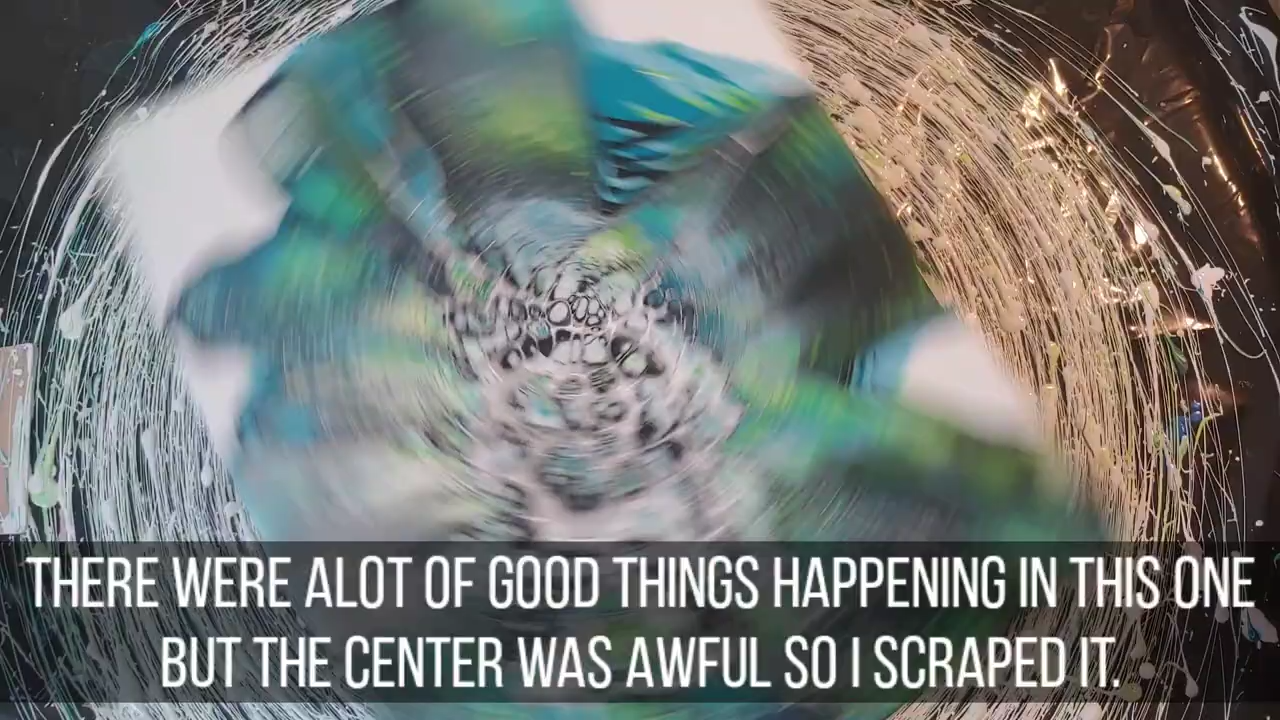 THERE WERE ALOT OF GOOD THINGS HAPPENING IN THIS ONE
BUT THE CENTER WAS AWFUL SO I SCRAPED IT.